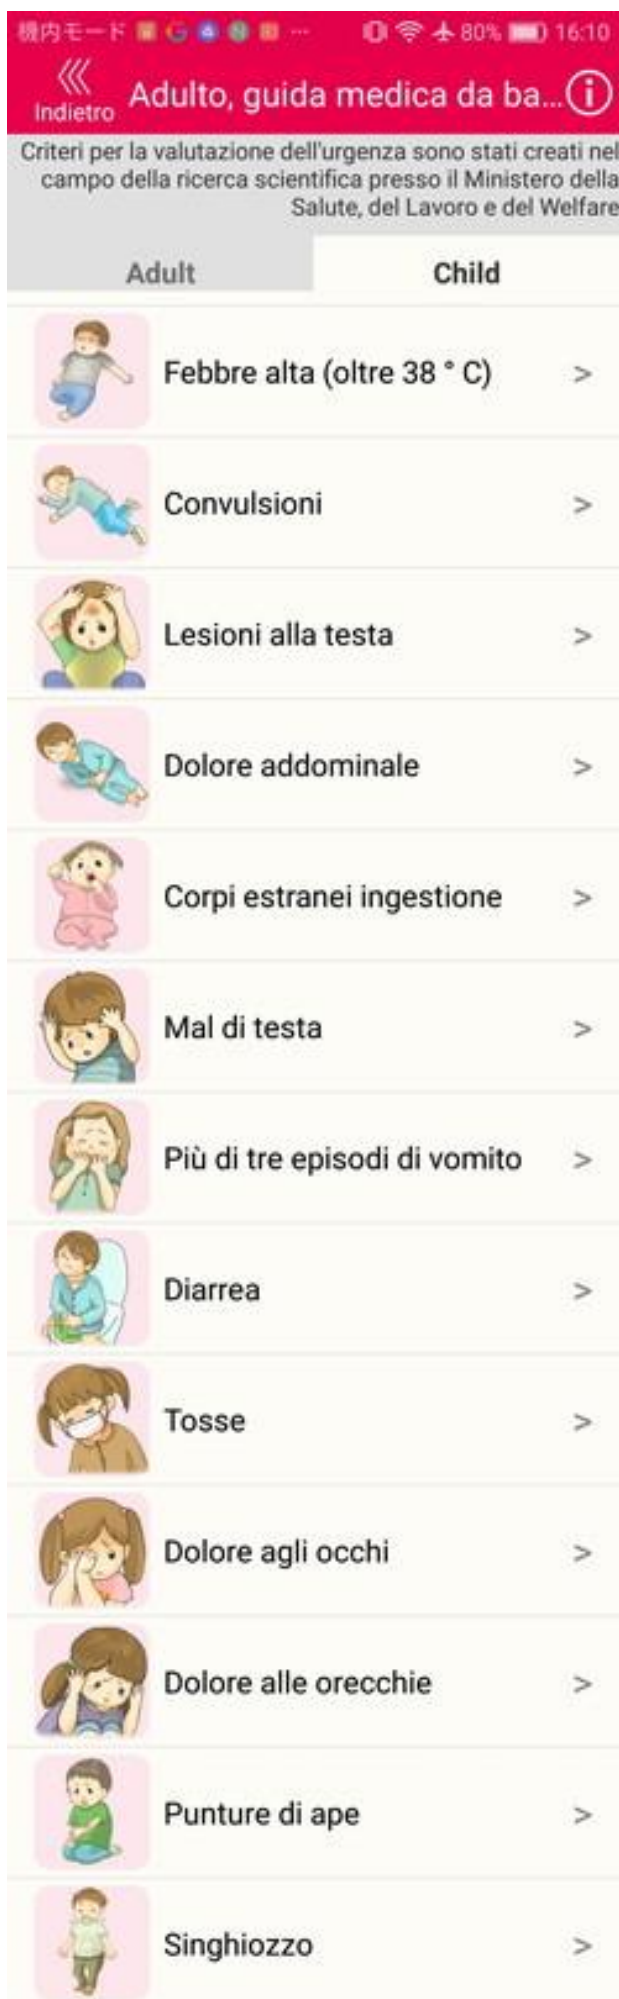 機内モード ... 80% 16:10
Indietro
Adulto, guida medica da ba...
Criteri per la valutazione dell'urgenza sono stati creati nel
campo della ricerca scientifica presso il Ministero della
Salute, del Lavoro e del Welfare
Adult
Child
Febbre alta (oltre 38 ° C) >
Convulsioni >
Lesioni alla testa >
Dolore addominale >
Corpi estranei ingestione >
Mal di testa >
Più di tre episodi di vomito >
Diarrea >
Tosse >
Dolore agli occhi >
Dolore alle orecchie >
Punture di ape >
Singhiozzo >